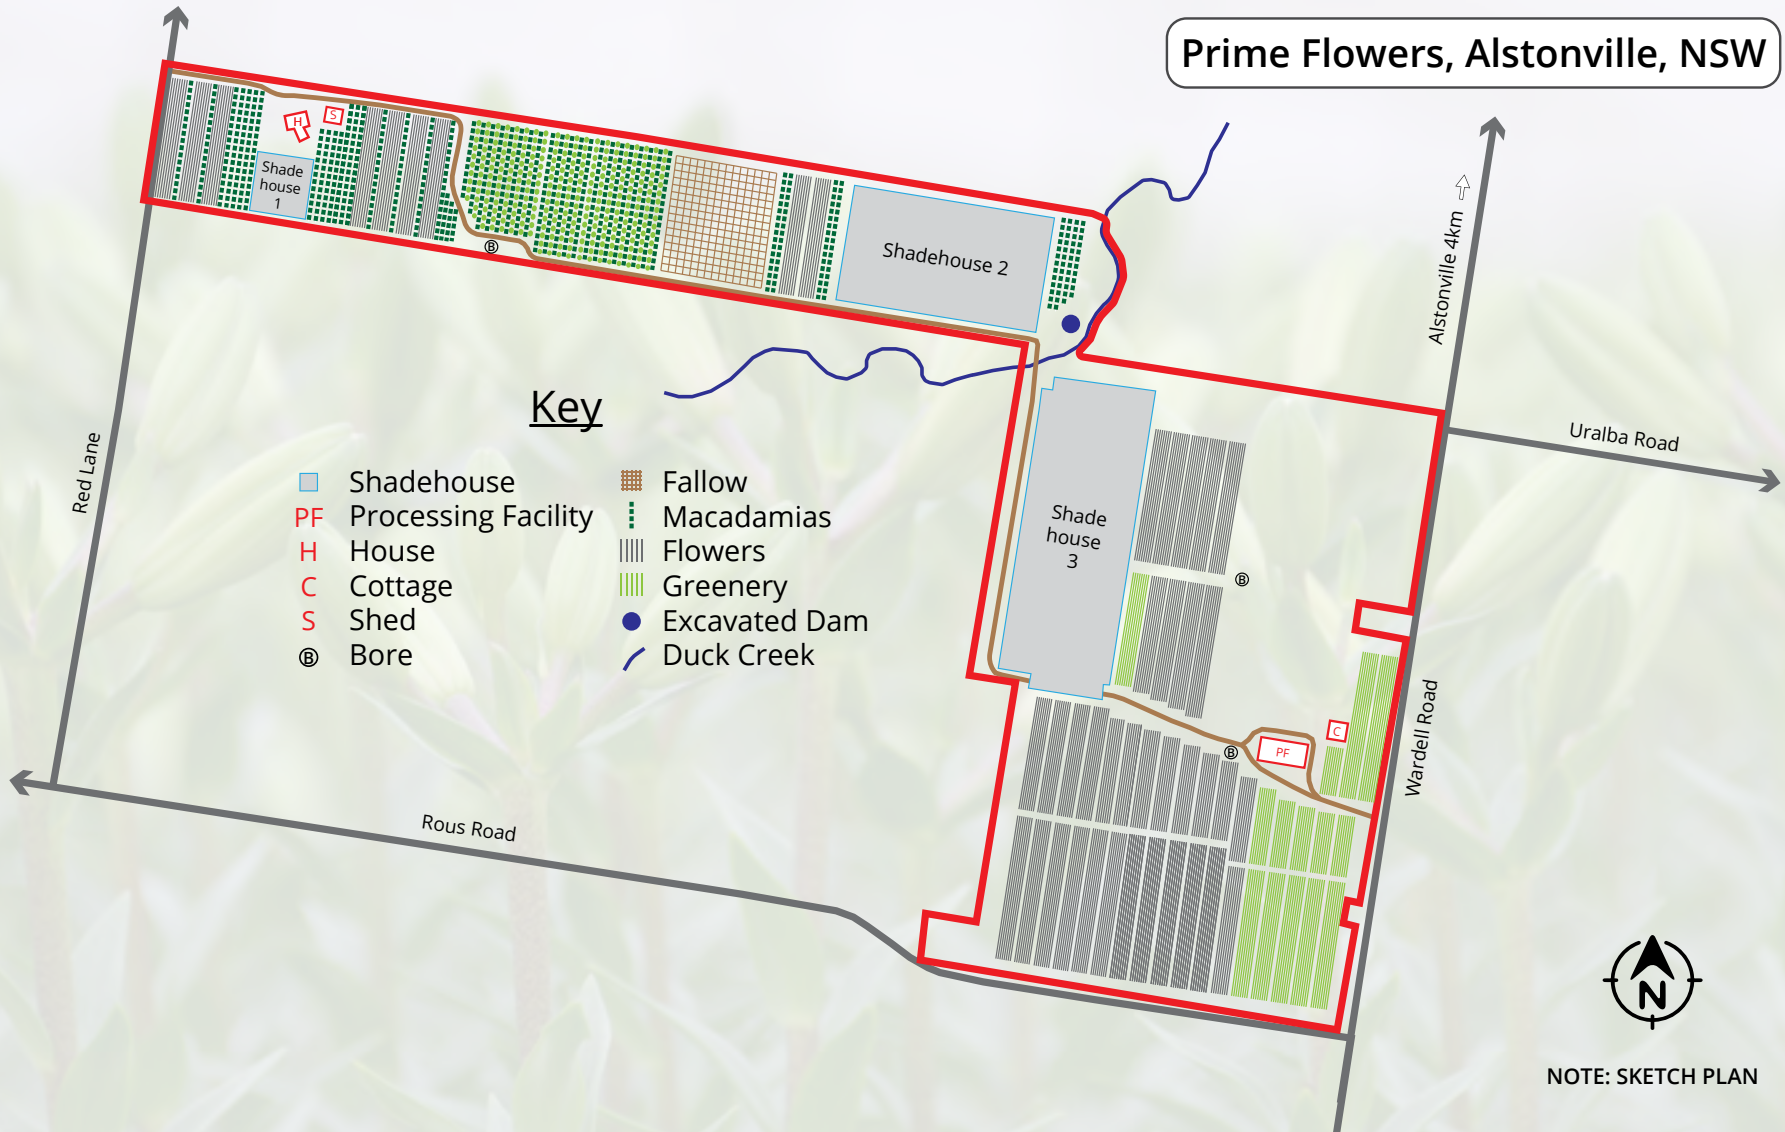 Prime Flowers, Alstonville, NSW
H
S
Shade
house
1
B
Shadehouse 2
Alstonville 4km
Uralba Road
Red Lane
Key
Shadehouse
PF Processing Facility
H House
C Cottage
S Shed
B Bore
Fallow
Macadamias
Flowers
Greenery
Excavated Dam
Duck Creek
Shade
house
3
B
B
PF
C
Wardell Road
Rous Road
N
NOTE: SKETCH PLAN